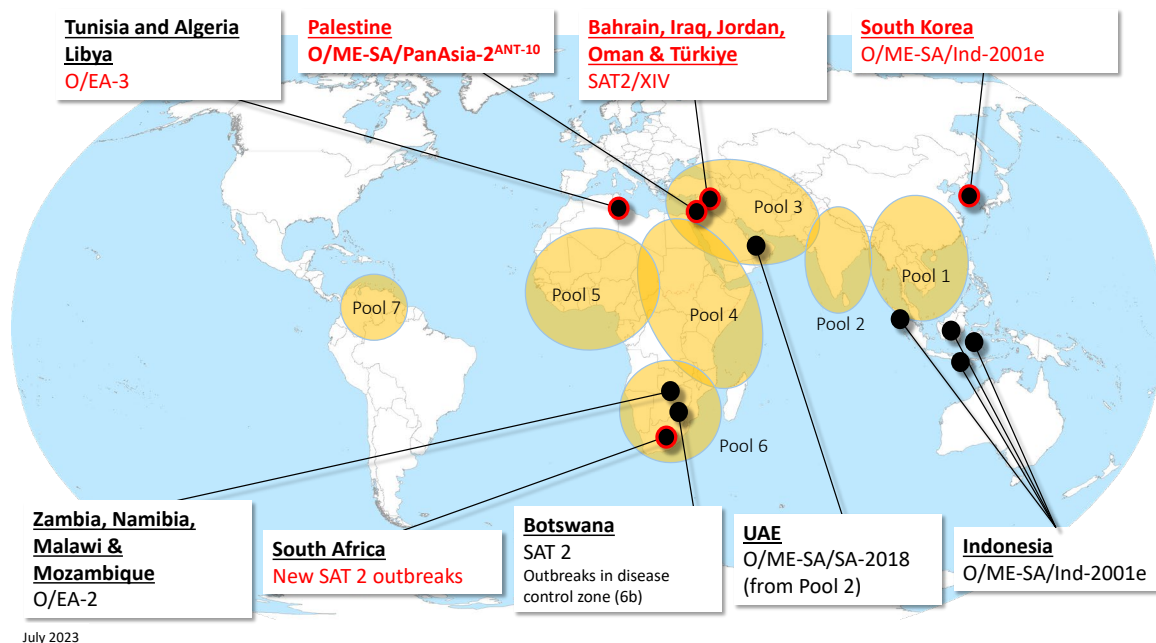 Tunisia and Algeria
Libya
O/EA-3
Palestine
O/ME-SA/PanAsia-2ANT-10
Bahrain, Iraq, Jordan,
Oman & Türkiye
SAT2/XIV
South Korea
O/ME-SA/Ind-2001e
Pool 3
Pool 1
Pool 5
Pool 7
Pool 4
Pool 2
Pool 6
Zambia, Namibia,
Malawi &
Mozambique
O/EA-2
South Africa
New SAT 2 outbreaks
Botswana
SAT 2
Outbreaks in disease
control zone (6b)
UAE
O/ME-SA/SA-2018
(from Pool 2)
Indonesia
O/ME-SA/Ind-2001e
July 2023